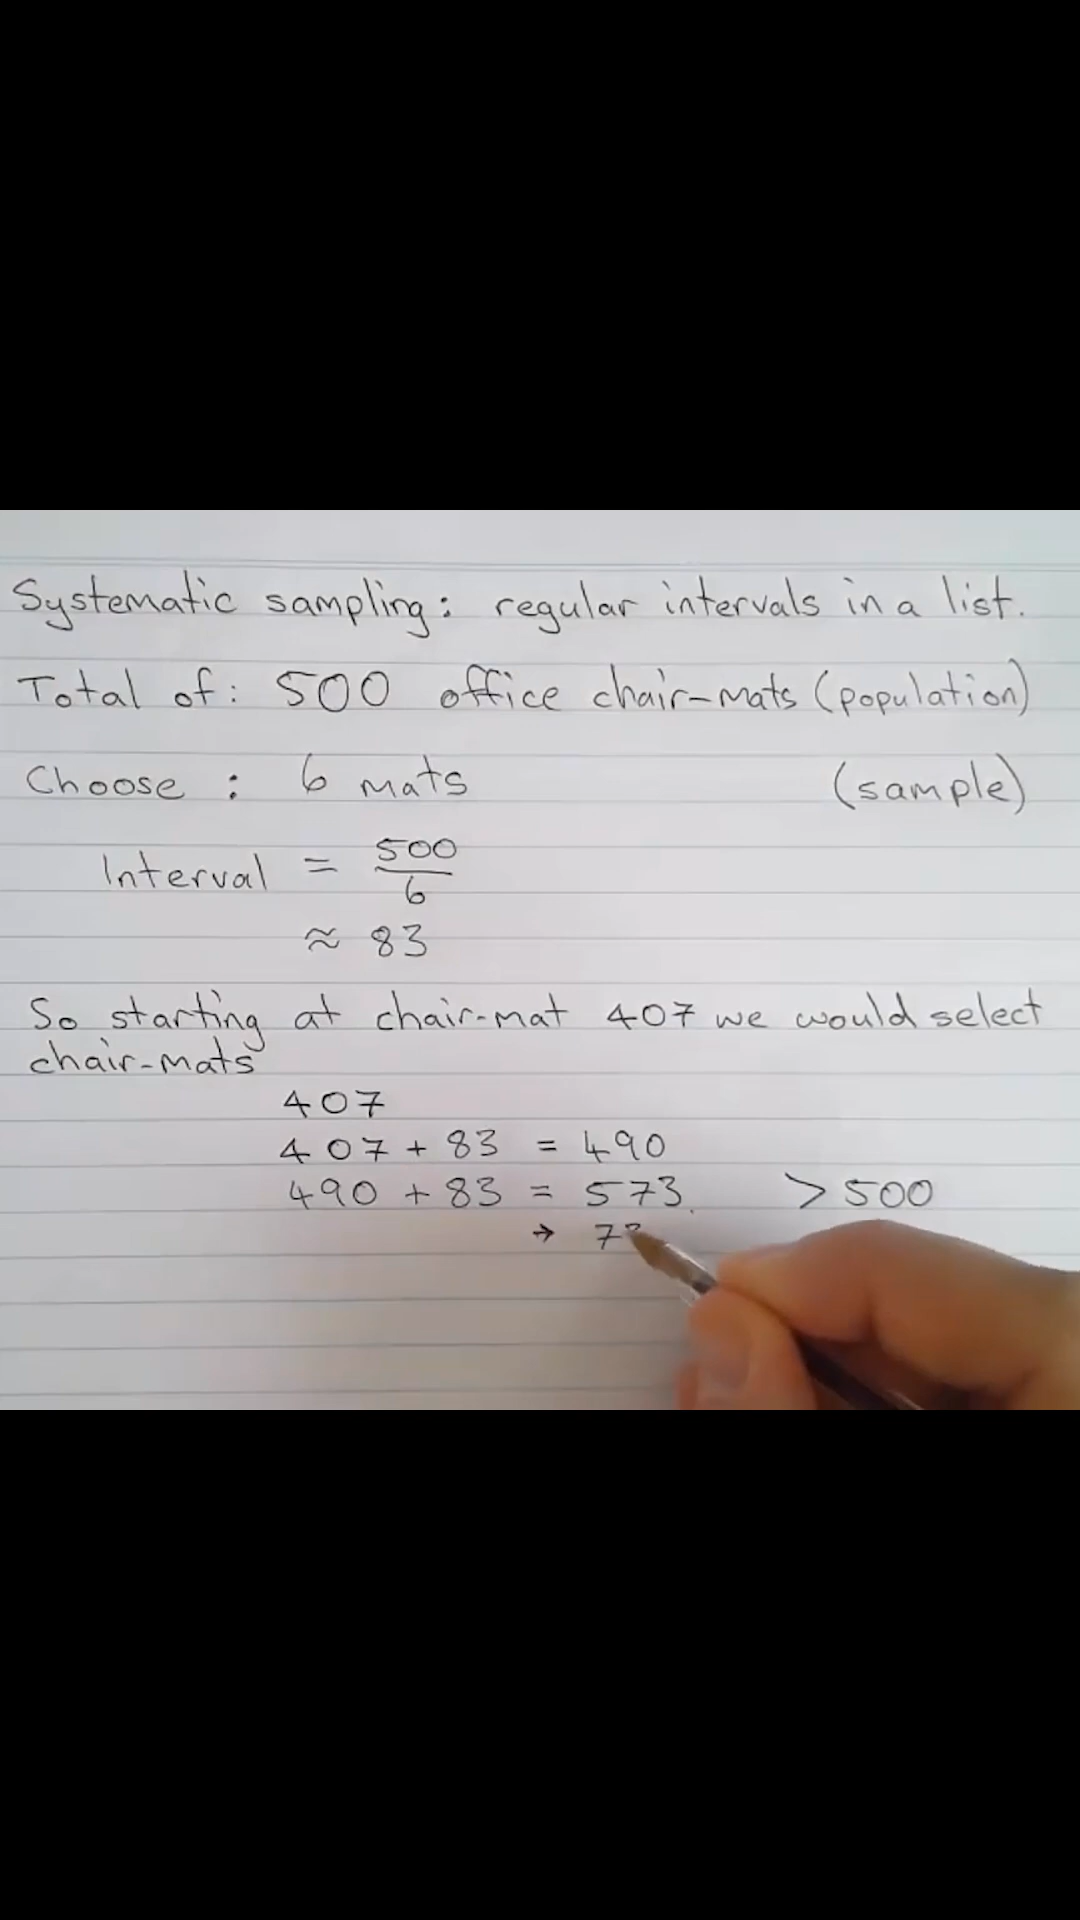 Systematic sampling: regular intervals in a list.
Total of: 500 office chair-mats (population)
Choose : 6 mats (sample)
Interval = 500/6
≈ 83
So starting at chair-mat 407 we would select
chair-mats
407
407 + 83 = 490
490 + 83 = 573. > 500
→ 7